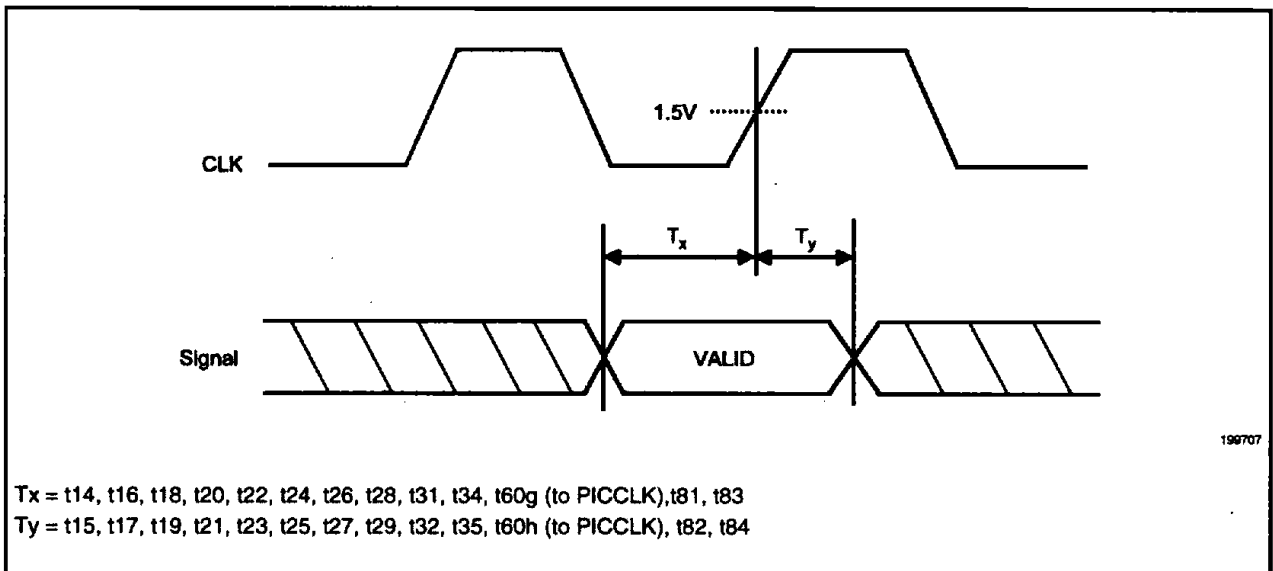 1.5V
CLK
Tx Ty
Signal VALID
199707
Tx = t14, t16, t18, t20, t22, t24, t26, t28, t31, t34, t60g (to PICCLK),t81, t83
Ty = t15, t17, t19, t21, t23, t25, t27, t29, t32, t35, t60h (to PICCLK), t82, t84